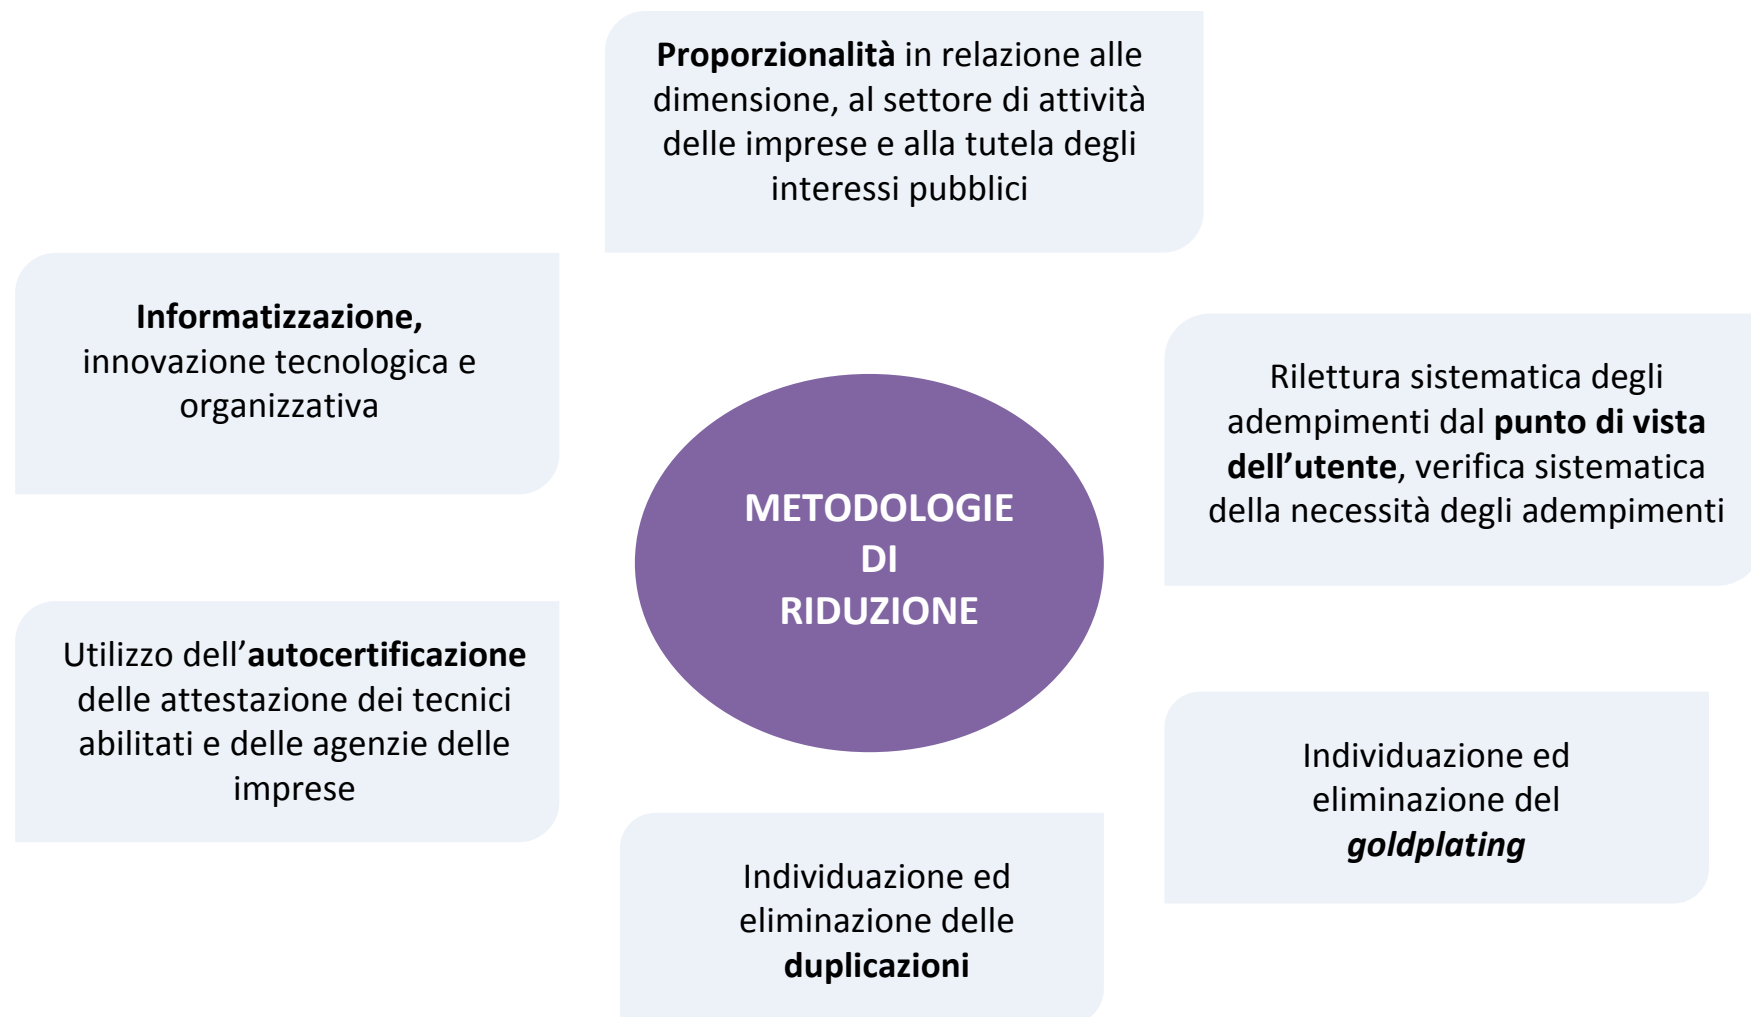 Proporzionalità in relazione alle
dimensione, al settore di attività
delle imprese e alla tutela degli
interessi pubblici
Informatizzazione,
innovazione tecnologica e
organizzativa
Rilettura sistematica degli
adempimenti dal punto di vista
dell’utente, verifica sistematica
della necessità degli adempimenti
METODOLOGIE
DI
RIDUZIONE
Utilizzo dell’autocertificazione
delle attestazione dei tecnici
abilitati e delle agenzie delle
imprese
Individuazione ed
eliminazione del
goldplating
Individuazione ed
eliminazione delle
duplicazioni